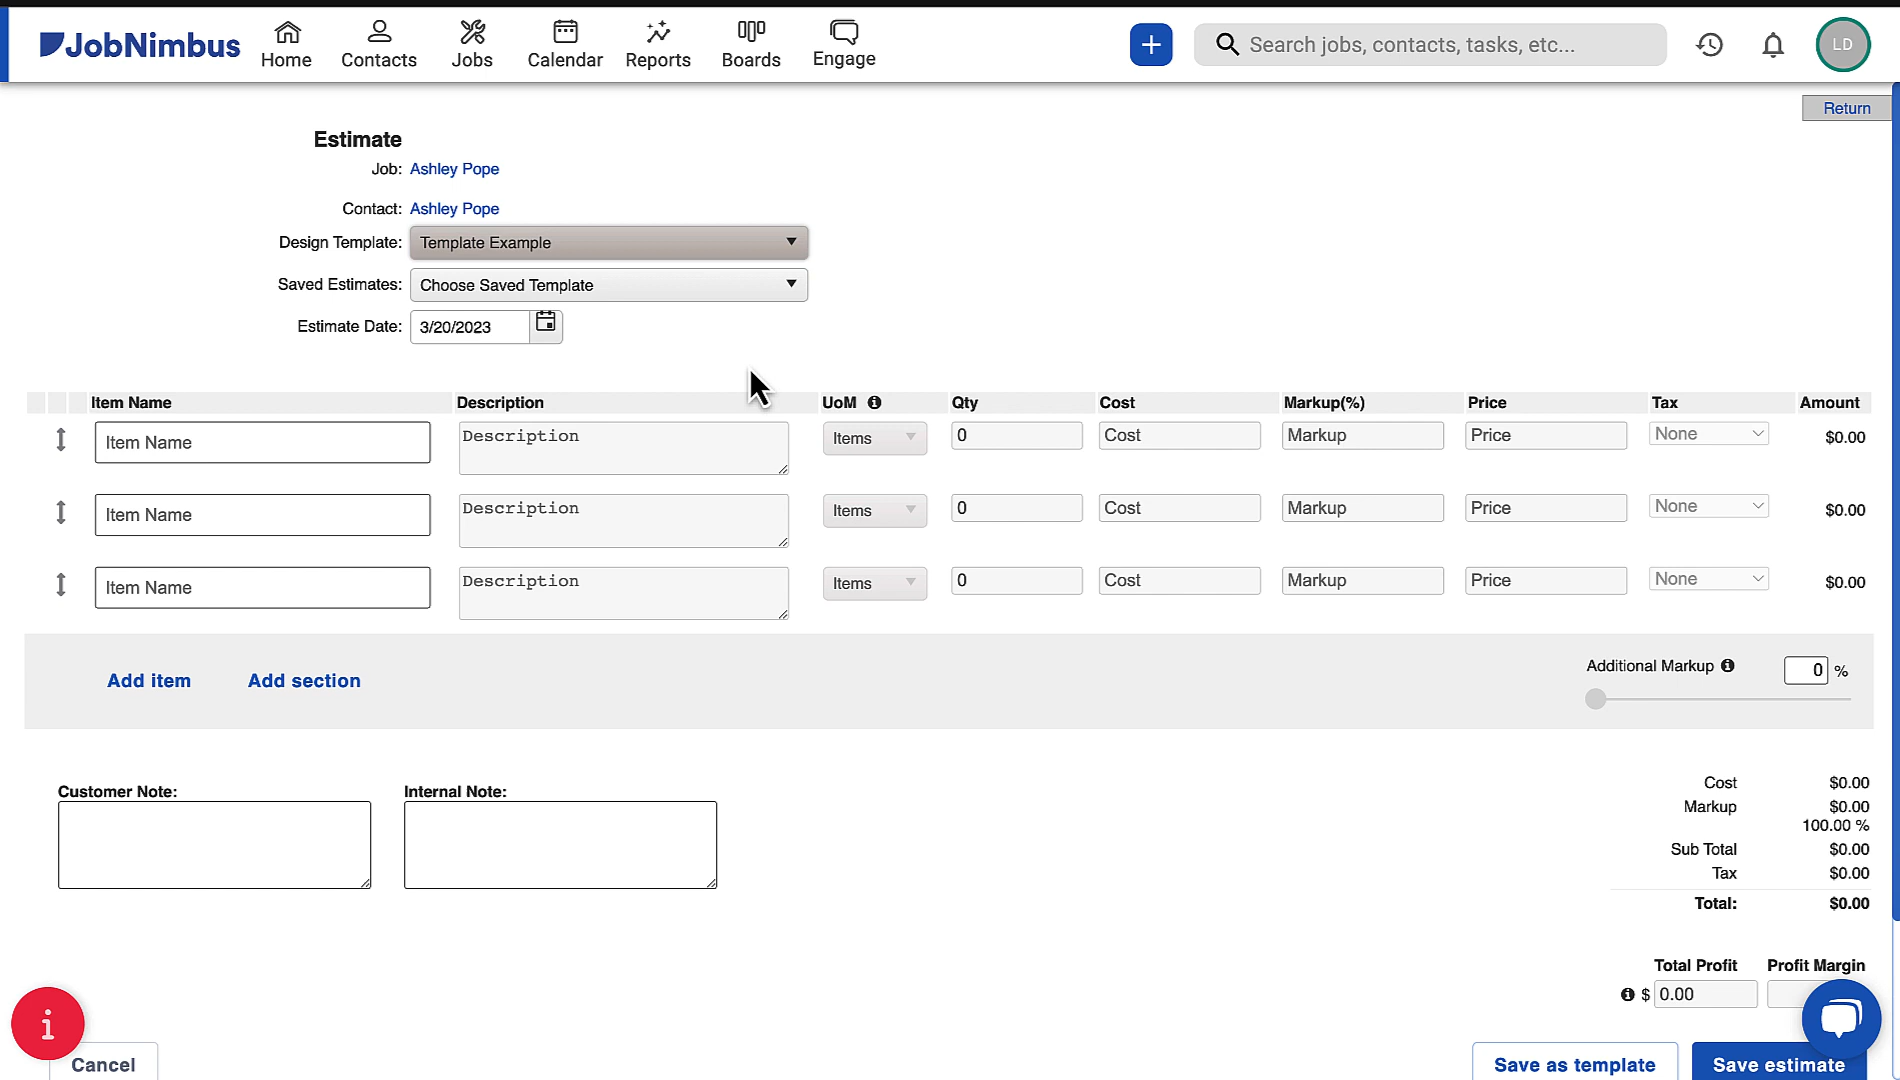 JobNimbus
Home
Contacts
Jobs
Calendar
Reports
Boards
Engage
Search jobs, contacts, tasks, etc...
LD
Return
Estimate
Job: Ashley Pope
Contact: Ashley Pope
Design Template: Template Example
Saved Estimates: Choose Saved Template
Estimate Date: 3/20/2023
Item Name Description UoM Qty Cost Markup(%) Price Tax Amount
Item Name Description Items 0 Cost Markup Price None $0.00
Item Name Description Items 0 Cost Markup Price None $0.00
Item Name Description Items 0 Cost Markup Price None $0.00
Add item Add section Additional Markup 0 %
Customer Note: Internal Note:
Cost $0.00
Markup $0.00
100.00 %
Sub Total $0.00
Tax $0.00
Total: $0.00
Total Profit Profit Margin
$ 0.00
Cancel Save as template Save estimate